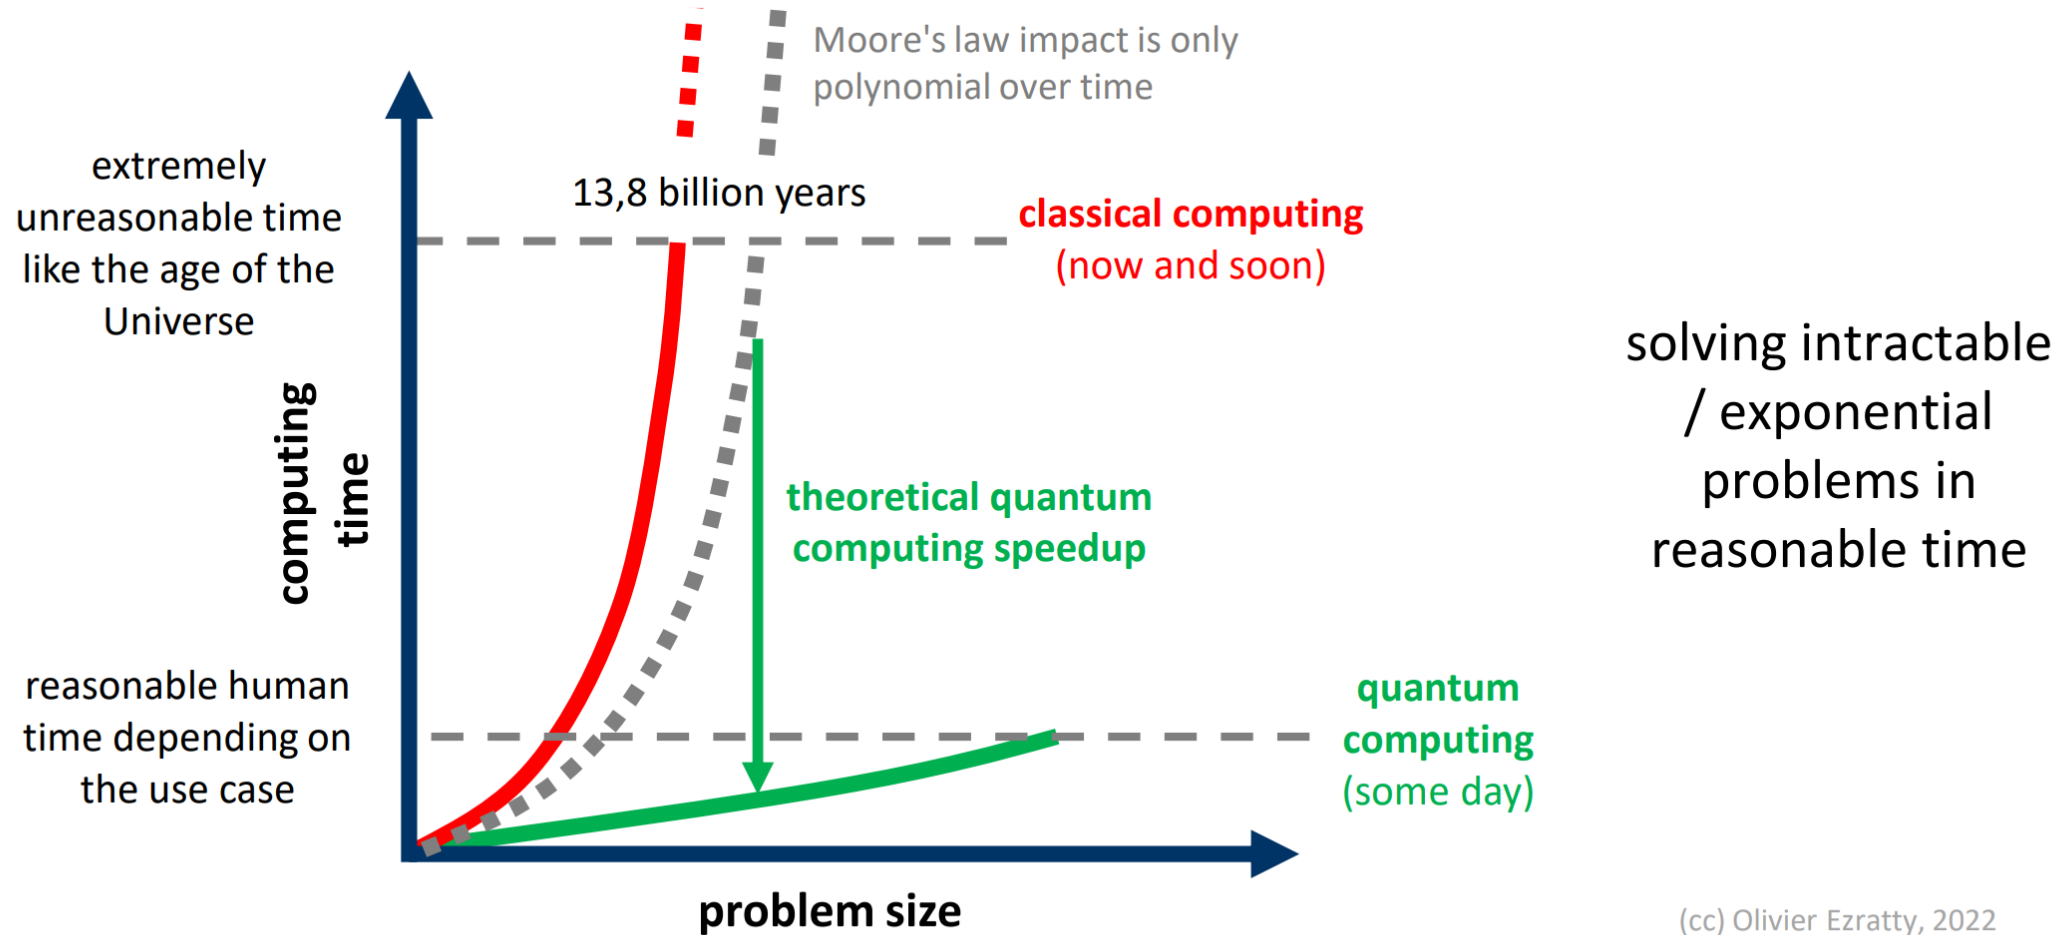 Moore's law impact is only
polynomial over time
extremely
unreasonable time
like the age of the
Universe
13,8 billion years
classical computing
(now and soon)
solving intractable
/ exponential
problems in
reasonable time
computing
time
theoretical quantum
computing speedup
reasonable human
time depending on
the use case
quantum
computing
(some day)
problem size
(cc) Olivier Ezratty, 2022